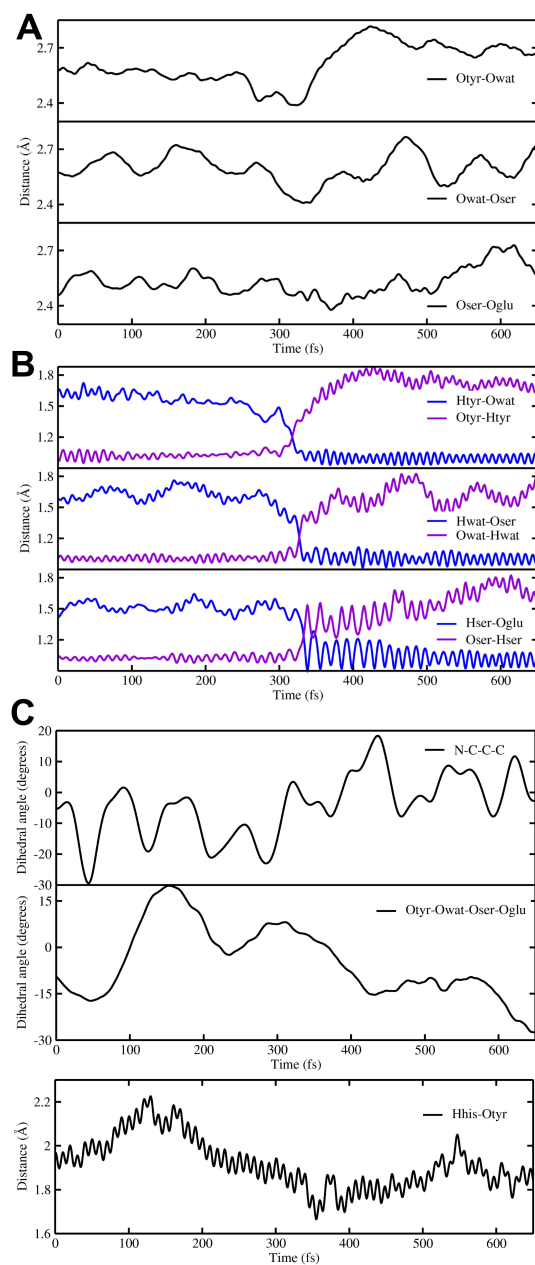 A
2.7
2.4
Otyr-Owat
Distance (Å)
2.7
2.4
Owat-Oser
2.7
2.4
Oser-Oglu
0 100 200 300 400 500 600
Time (fs)
B
1.8
1.5
1.2
Htyr-Owat
Otyr-Htyr
Distance (Å)
1.8
1.5
1.2
Hwat-Oser
Owat-Hwat
1.8
1.5
1.2
Hser-Oglu
Oser-Hser
0 100 200 300 400 500 600
Time (fs)
C
Dihedral angle (degrees)
20
10
0
-10
-20
-30
N-C-C-C
Dihedral angle (degrees)
15
0
-15
-30
Otyr-Owat-Oser-Oglu
0 100 200 300 400 500 600
Time (fs)
Distance (Å)
2.2
2
1.8
1.6
Hhis-Otyr
0 100 200 300 400 500 600
Time (fs)